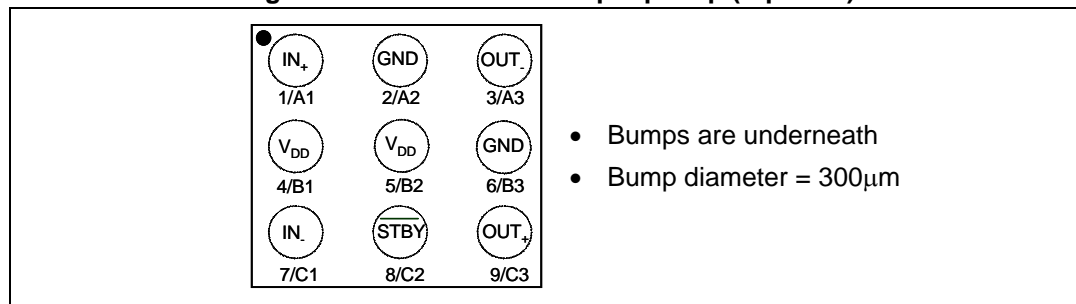 IN+ GND OUT-
1/A1 2/A2 3/A3
VDD VDD GND
4/B1 5/B2 6/B3
IN- STBY OUT+
7/C1 8/C2 9/C3
• Bumps are underneath
• Bump diameter = 300μm